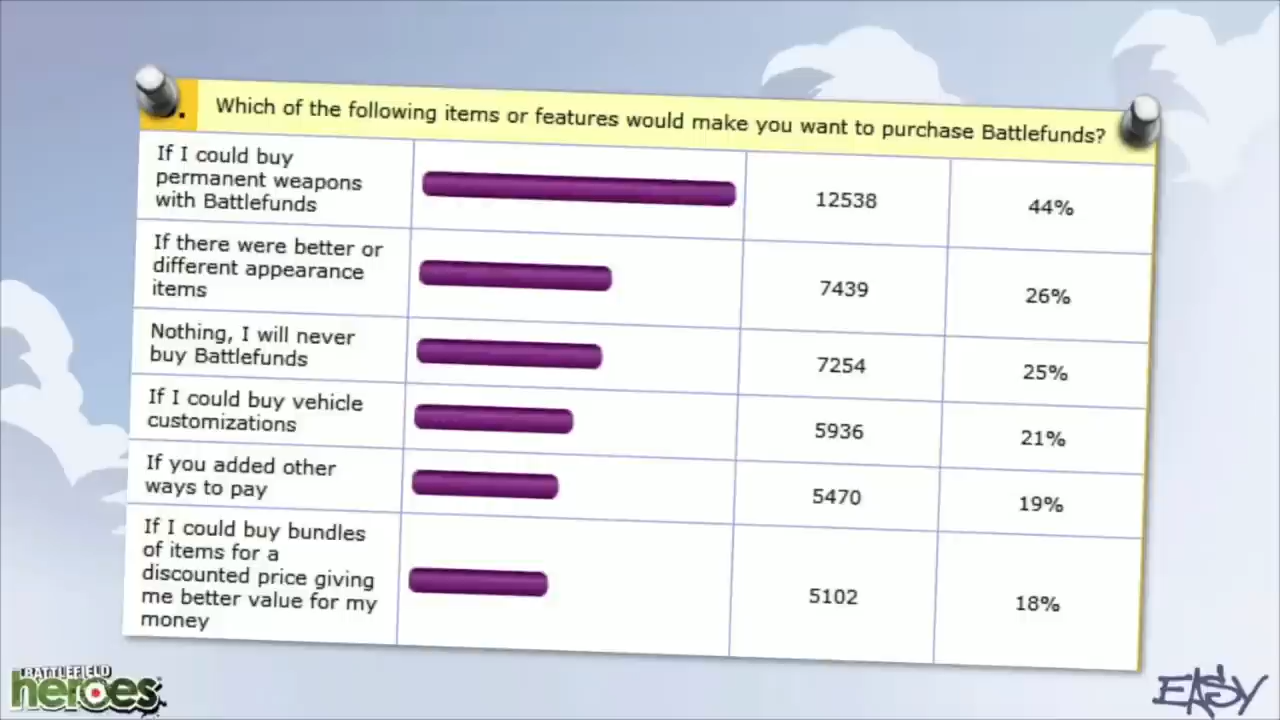 Which of the following items or features would make you want to purchase Battlefunds?
If I could buy
permanent weapons
with Battlefunds
12538
44%
If there were better or
different appearance
items
7439
26%
Nothing, I will never
buy Battlefunds
7254
25%
If I could buy vehicle
customizations
5936
21%
If you added other
ways to pay
5470
19%
If I could buy bundles
of items for a
discounted price giving
me better value for my
money
5102
18%
BATTLEFIELD
heroes
EASY